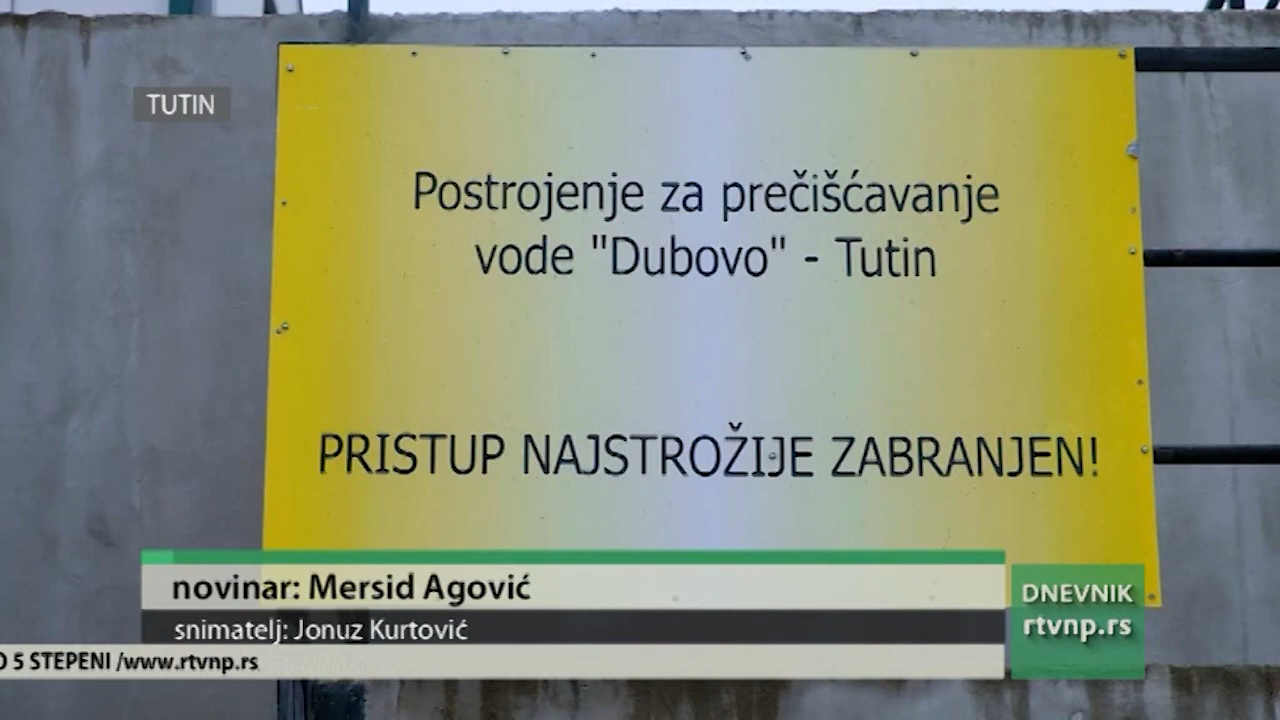 TUTIN
Postrojenje za prečišćavanje
vode "Dubovo" - Tutin
PRISTUP NAJSTROŽIJE ZABRANJEN!
novinar: Mersid Agović
snimatelj: Jonuz Kurtović
DNEVNIK
rtvnp.rs
O 5 STEPENI /www.rtvnp.rs